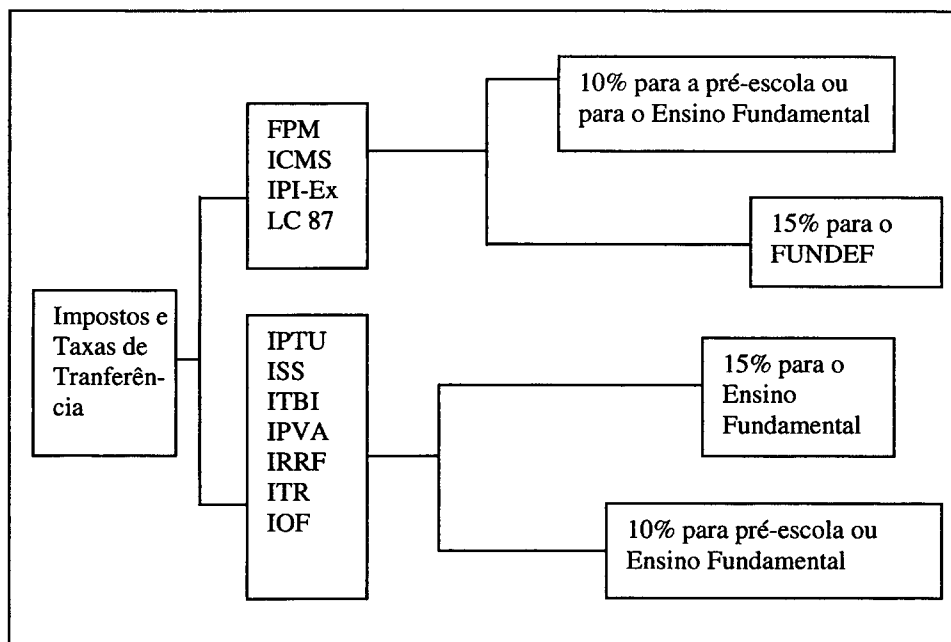 Impostos e
Taxas de
Tranferên-
cia
FPM
ICMS
IPI-Ex
LC 87
10% para a pré-escola ou
para o Ensino Fundamental
15% para o
FUNDEF
IPTU
ISS
ITBI
IPVA
IRRF
ITR
IOF
15% para o
Ensino
Fundamental
10% para pré-escola ou
Ensino Fundamental